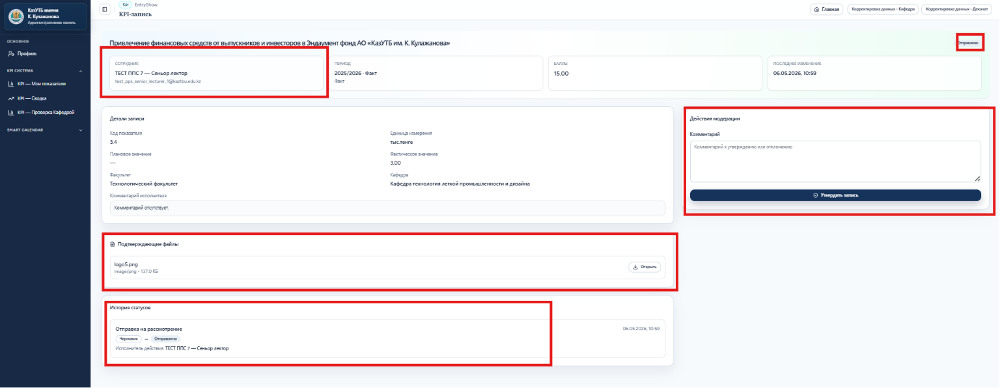 КазУТБ имени
К. Кулажанова
Административная панель
ОСНОВНОЕ
Профиль
KPI СИСТЕМА
KPI — Мои показатели
KPI — Сводка
KPI — Проверка Кафедрой
SMART CALENDAR
Kpi EntryShow
KPI-запись
Главная
Корректировка данных - Кафедра
Корректировка данных - Деканат
Привлечение финансовых средств от выпускников и инвесторов в Эндаумент фонд АО «КазУТБ им. К. Кулажанова»
Отправлено
СОТРУДНИК
ТЕСТ ППС 7 — Сеньор лектор
test_pps_senior_lecturer_1@kaztbu.edu.kz
ПЕРИОД
2025/2026 · Факт
Факт
БАЛЛЫ
15.00
ПОСЛЕДНЕЕ ИЗМЕНЕНИЕ
06.05.2026, 10:59
Детали записи
Код показателя
3.4
Единица измерения
тыс.тенге
Плановое значение
—
Фактическое значение
3.00
Факультет
Технологический факультет
Кафедра
Кафедра технология легкой промышленности и дизайна
Комментарий исполнителя
Комментарий отсутствует.
Действия модерации
Комментарий
Комментарий к утверждению или отклонению
Утвердить запись
Подтверждающие файлы
logo5.png
image/png • 137.0 КБ
Открыть
История статусов
Отправка на рассмотрение
06.05.2026, 10:59
Черновик → Отправлено
Исполнитель действия: ТЕСТ ППС 7 — Сеньор лектор